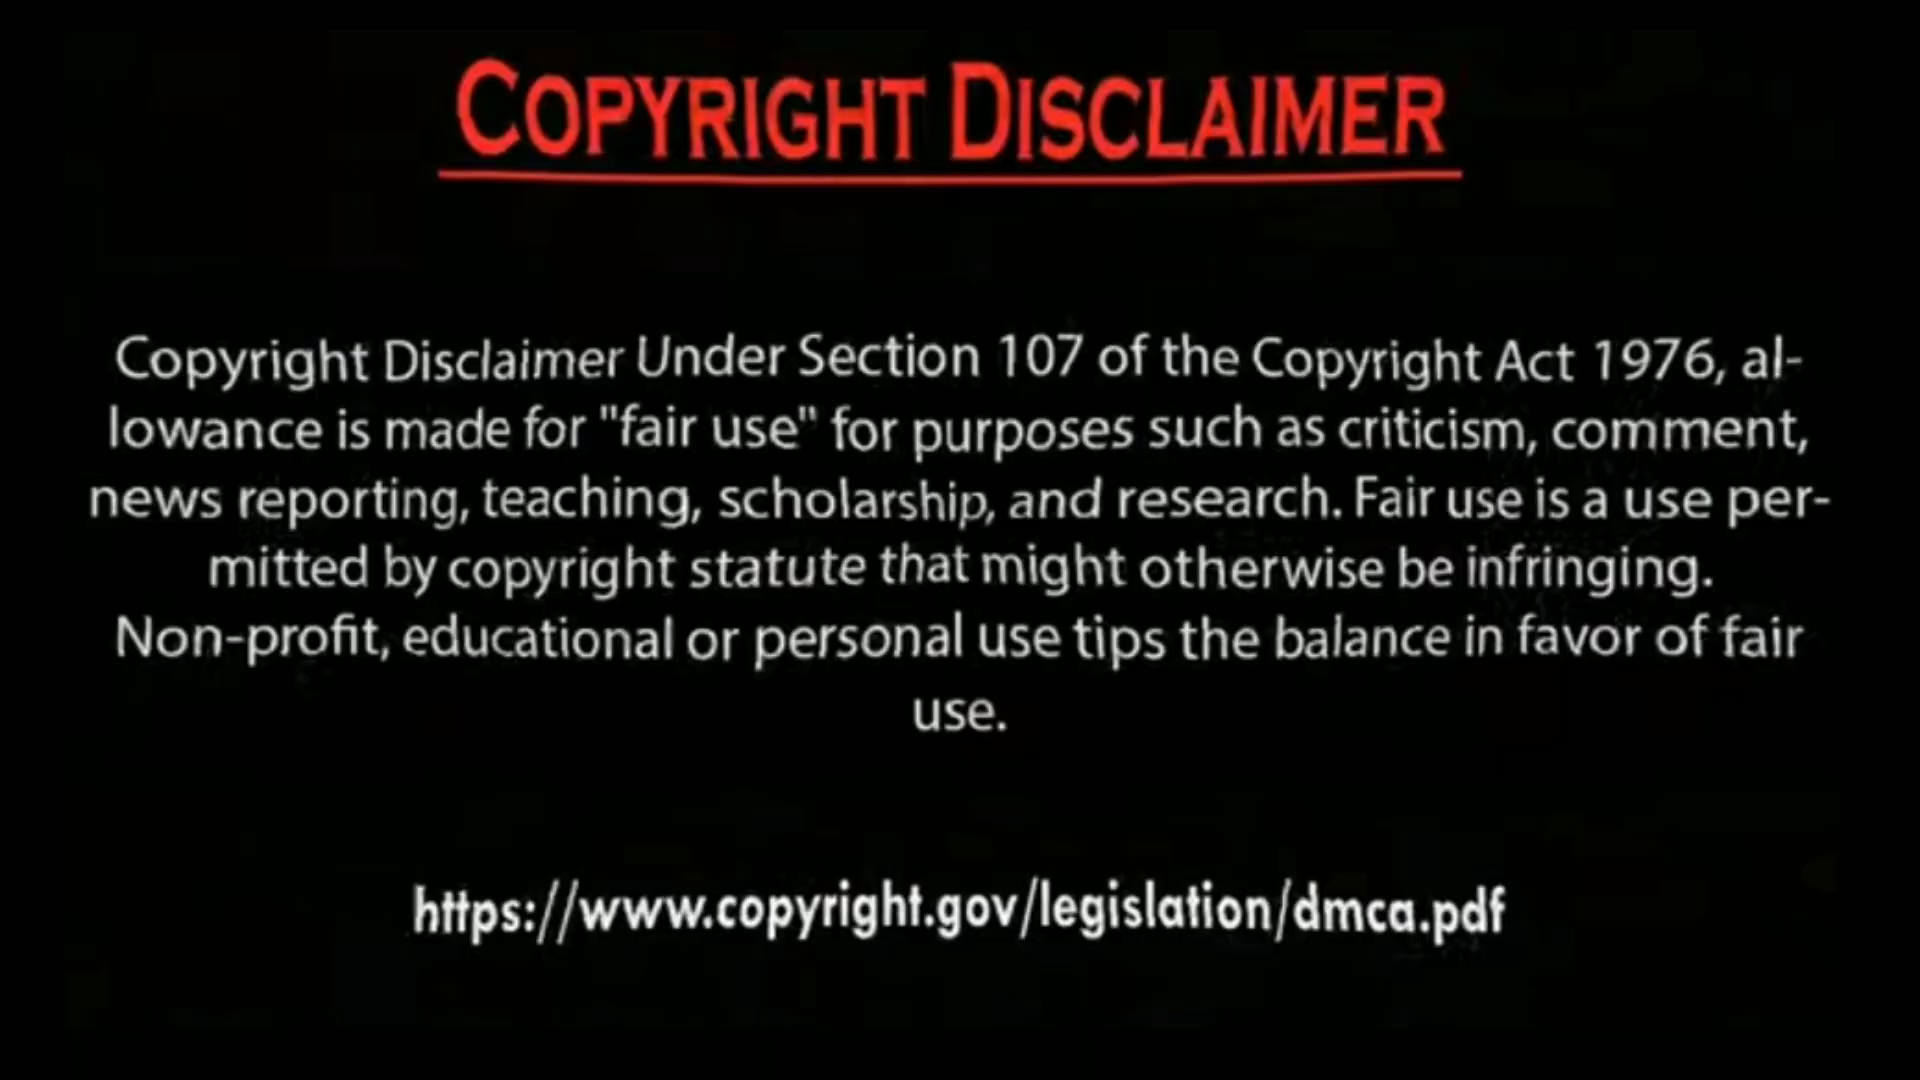 COPYRIGHT DISCLAIMER
Copyright Disclaimer Under Section 107 of the Copyright Act 1976, al-
lowance is made for "fair use" for purposes such as criticism, comment,
news reporting, teaching, scholarship, and research. Fair use is a use per-
mitted by copyright statute that might otherwise be infringing.
Non-profit, educational or personal use tips the balance in favor of fair
use.
https://www.copyright.gov/legislation/dmca.pdf